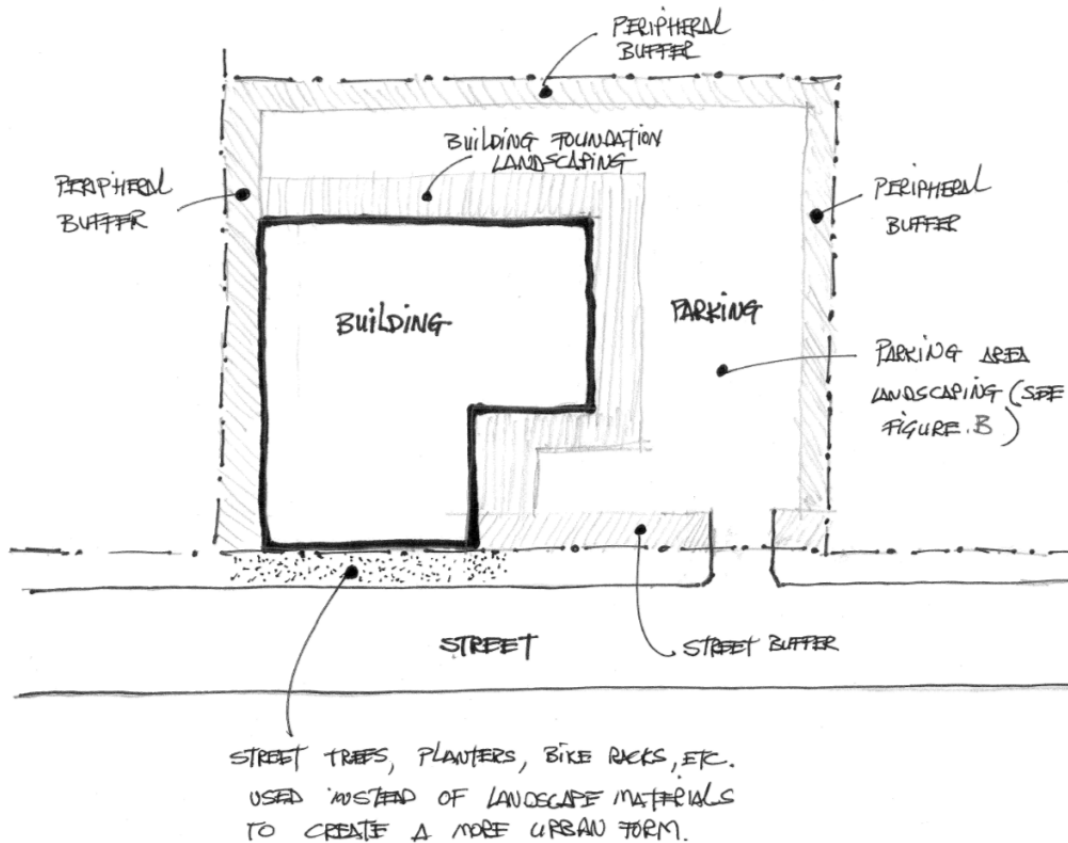 PERIPHERAL
BUFFER
BUILDING FOUNDATION
LANDSCAPING
PERIPHERAL
BUFFER
PERIPHERAL
BUFFER
BUILDING
PARKING
PARKING AREA
LANDSCAPING (SEE
FIGURE.B)
STREET
STREET BUFFER
STREET TREES, PLANTERS, BIKE RACKS, ETC.
USED INSTEAD OF LANDSCAPE MATERIALS
TO CREATE A MORE URBAN FORM.